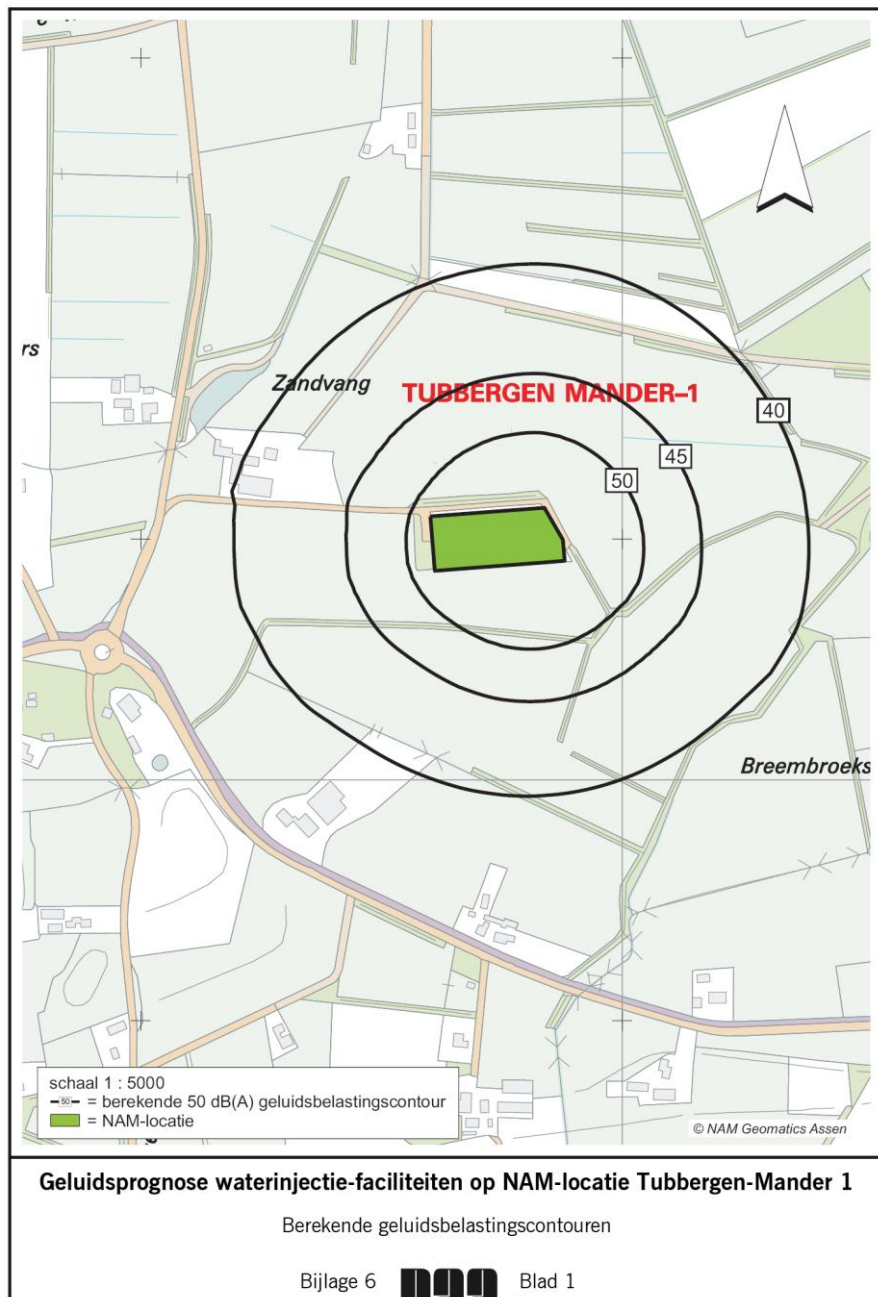 rs
Zandvang
TUBBERGEN MANDER–1
40
45
50
Breembroeks
schaal 1 : 5000
50 = berekende 50 dB(A) geluidsbelastingscontour
= NAM-locatie
© NAM Geomatics Assen
Geluidsprognose waterinjectie-faciliteiten op NAM-locatie Tubbergen-Mander 1
Berekende geluidsbelastingscontouren
Bijlage 6 Blad 1